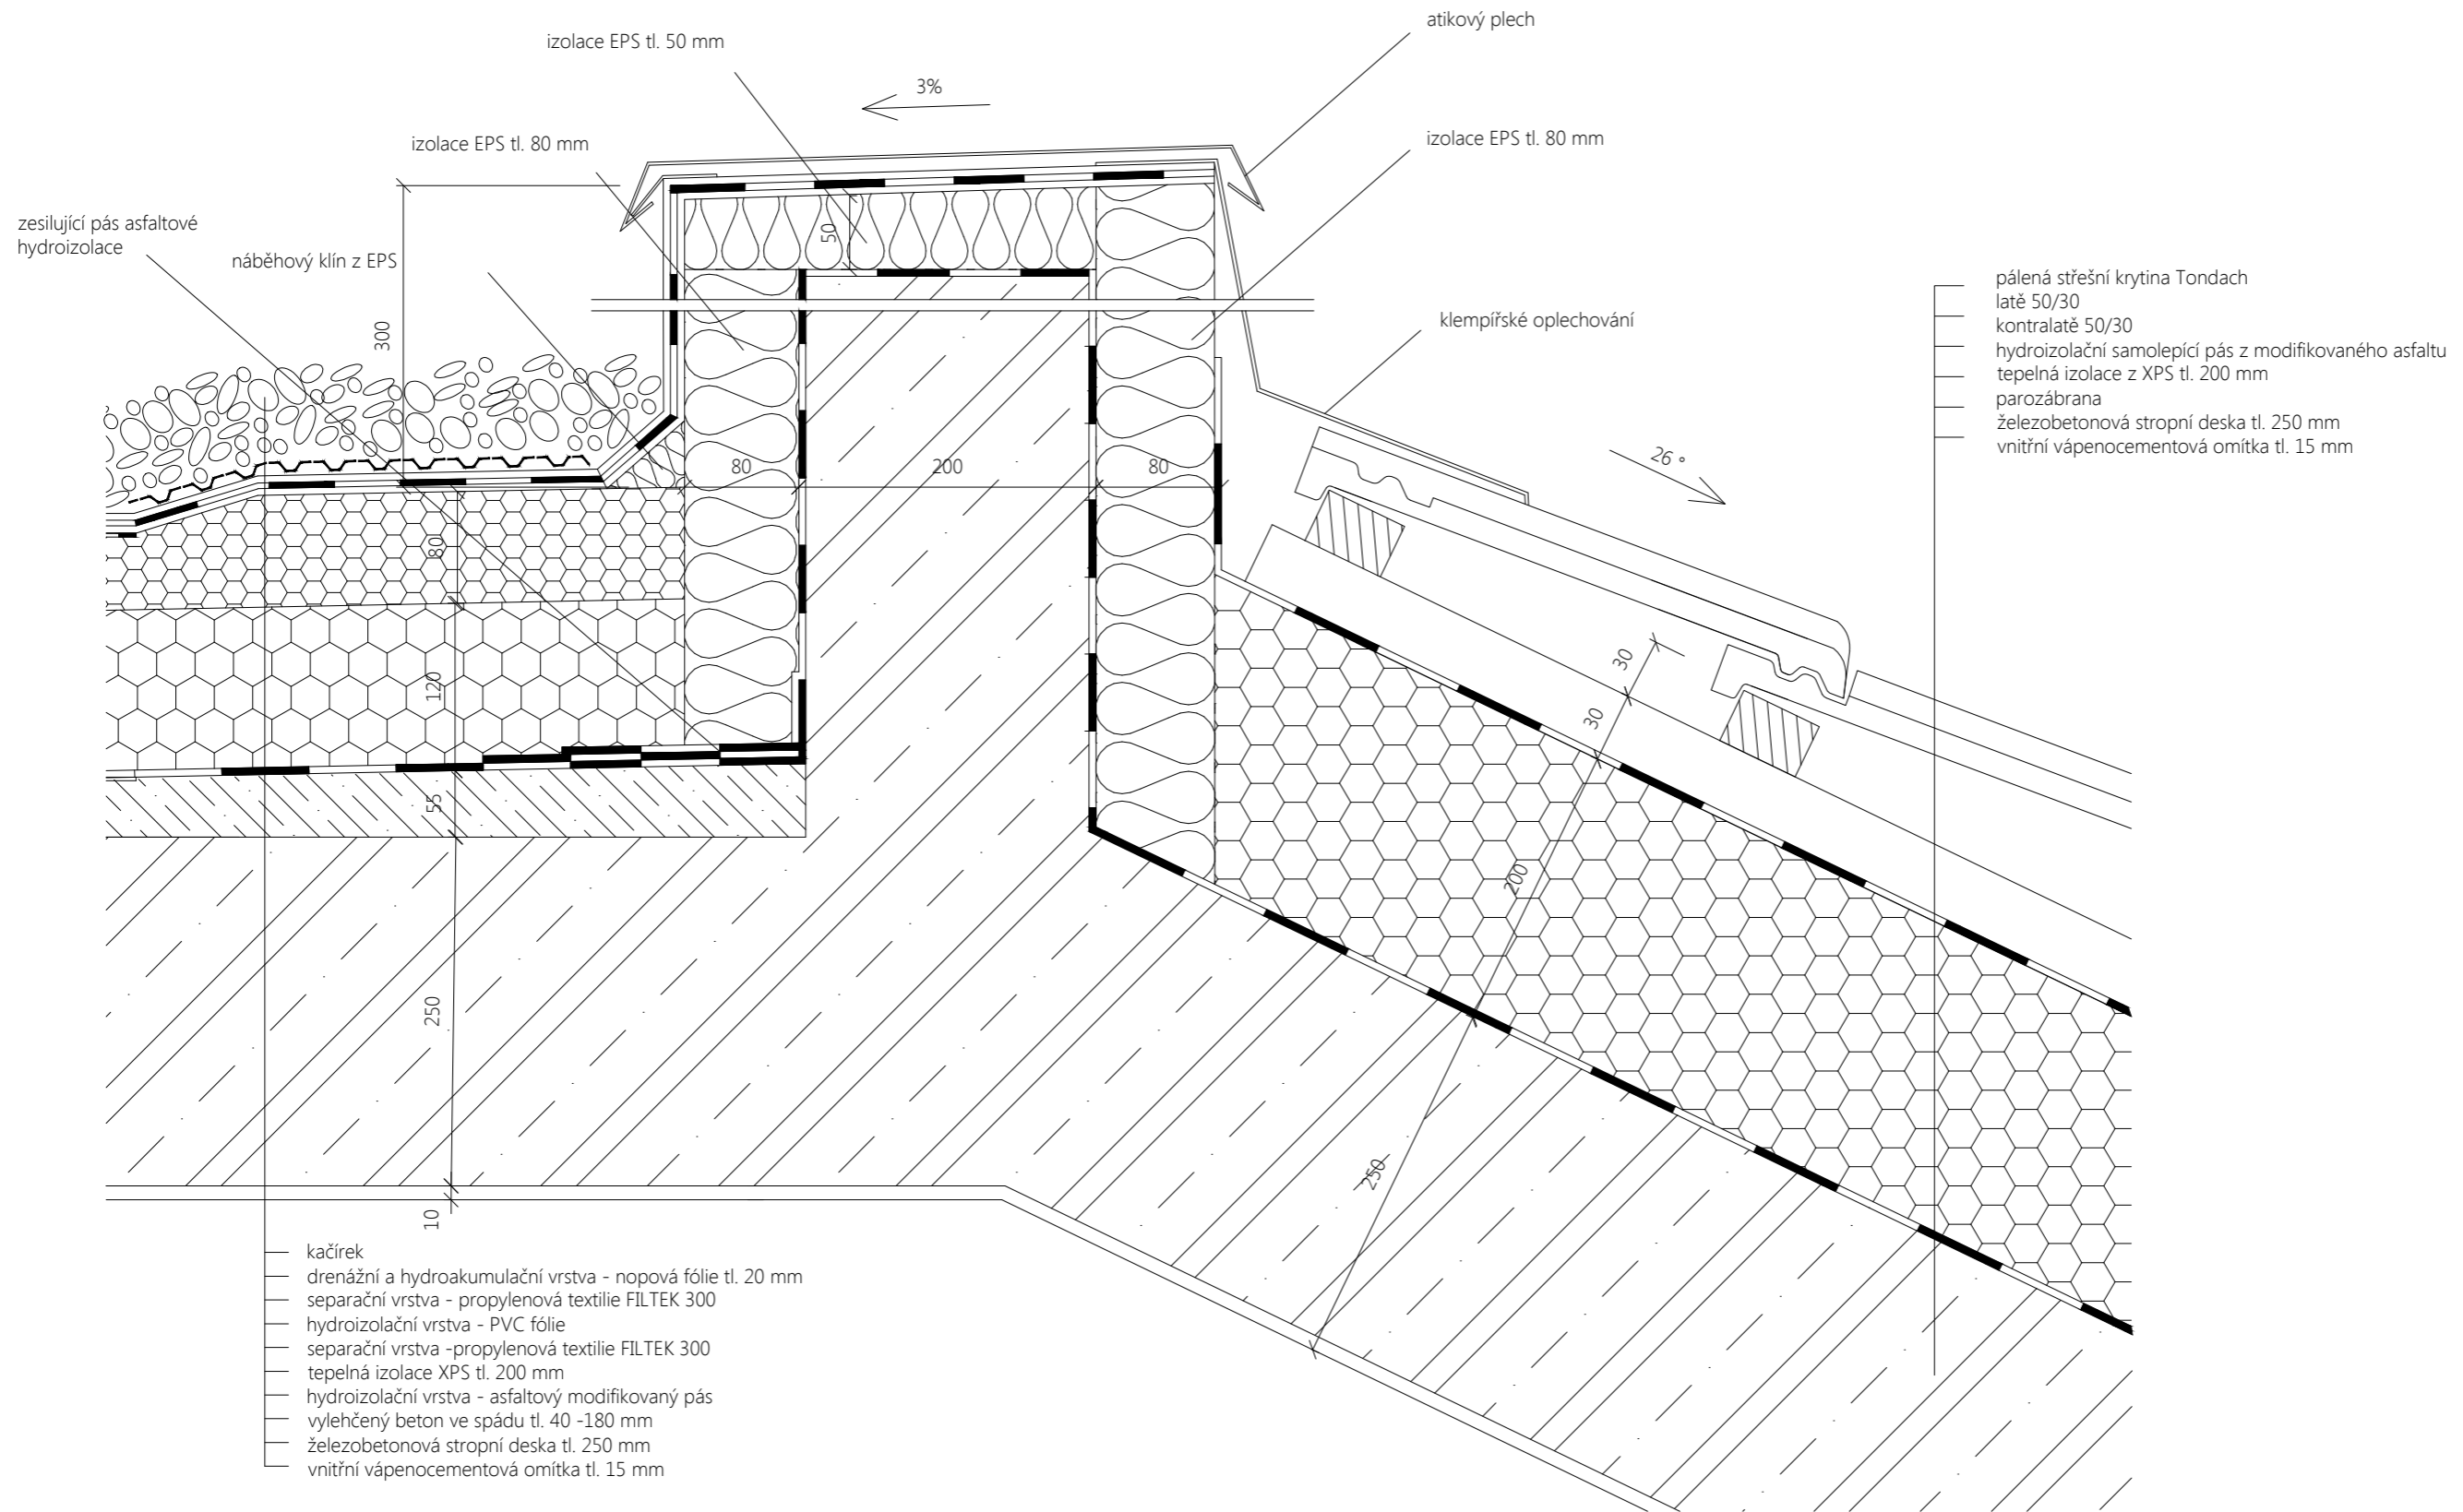 atikový plech
izolace EPS tl. 50 mm
3%
izolace EPS tl. 80 mm
izolace EPS tl. 80 mm
zesilující pás asfaltové
hydroizolace
náběhový klín z EPS
50
300
klempířské oplechování
pálená střešní krytina Tondach
latě 50/30
kontralatě 50/30
hydroizolační samolepící pás z modifikovaného asfaltu
tepelná izolace z XPS tl. 200 mm
parozábrana
železobetonová stropní deska tl. 250 mm
vnitřní vápenocementová omítka tl. 15 mm
26 °
80
200
80
80
120
55
250
10
30
30
200
250
kačírek
drenážní a hydroakumulační vrstva - nopová fólie tl. 20 mm
separační vrstva - propylenová textilie FILTEK 300
hydroizolační vrstva - PVC fólie
separační vrstva -propylenová textilie FILTEK 300
tepelná izolace XPS tl. 200 mm
hydroizolační vrstva - asfaltový modifikovaný pás
vylehčený beton ve spádu tl. 40 -180 mm
železobetonová stropní deska tl. 250 mm
vnitřní vápenocementová omítka tl. 15 mm